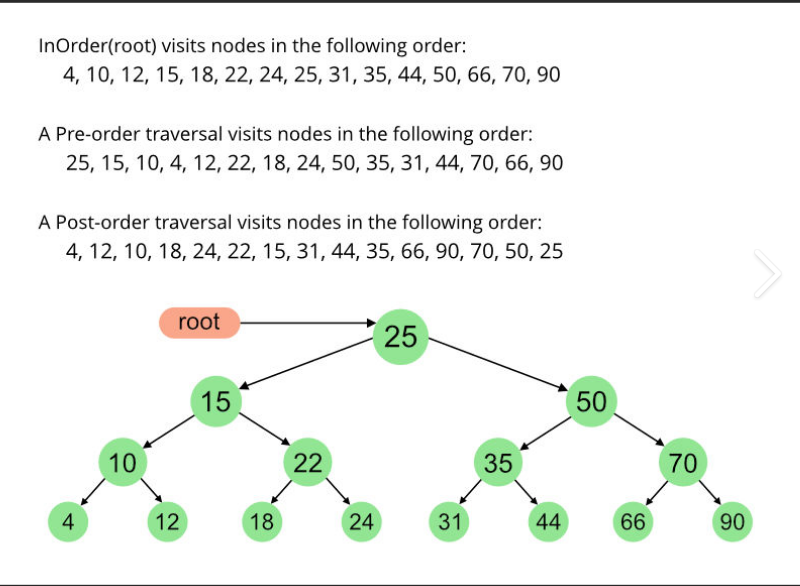 InOrder(root) visits nodes in the following order:
4, 10, 12, 15, 18, 22, 24, 25, 31, 35, 44, 50, 66, 70, 90
A Pre-order traversal visits nodes in the following order:
25, 15, 10, 4, 12, 22, 18, 24, 50, 35, 31, 44, 70, 66, 90
A Post-order traversal visits nodes in the following order:
4, 12, 10, 18, 24, 22, 15, 31, 44, 35, 66, 90, 70, 50, 25
root
25
15
50
10
22
35
70
4
12
18
24
31
44
66
90